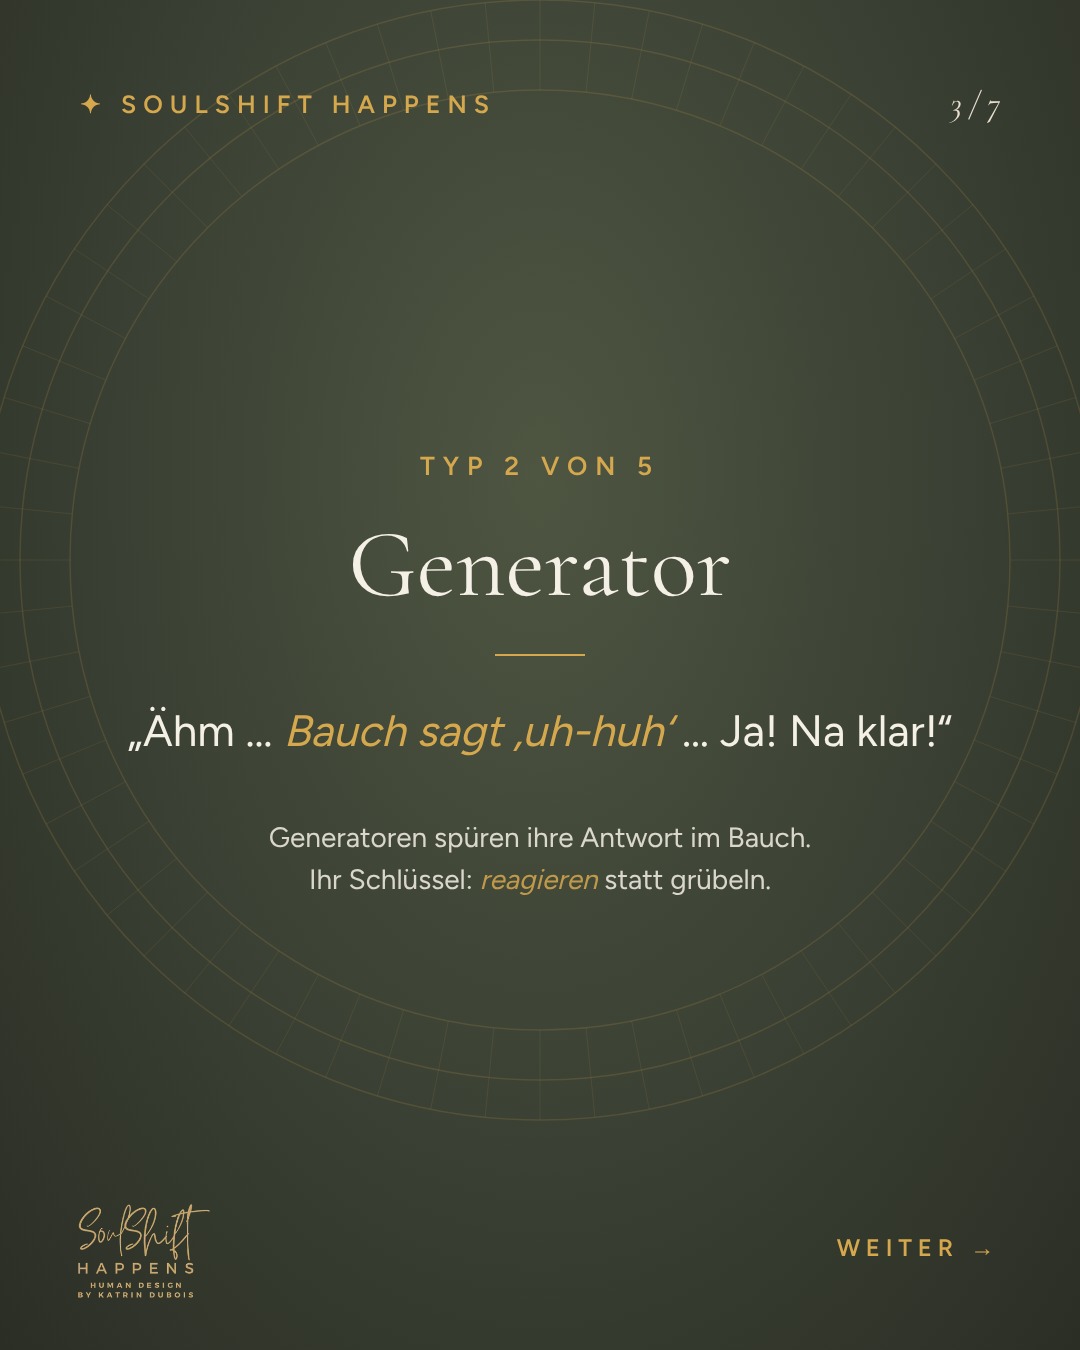 ✦ SOULSHIFT HAPPENS
3/7
TYP 2 VON 5
Generator
„Ähm ... Bauch sagt ‚uh-huh‘ ... Ja! Na klar!“
Generatoren spüren ihre Antwort im Bauch.
Ihr Schlüssel: reagieren statt grübeln.
SoulShift
HAPPENS
HUMAN DESIGN
BY KATRIN DUBOIS
WEITER →